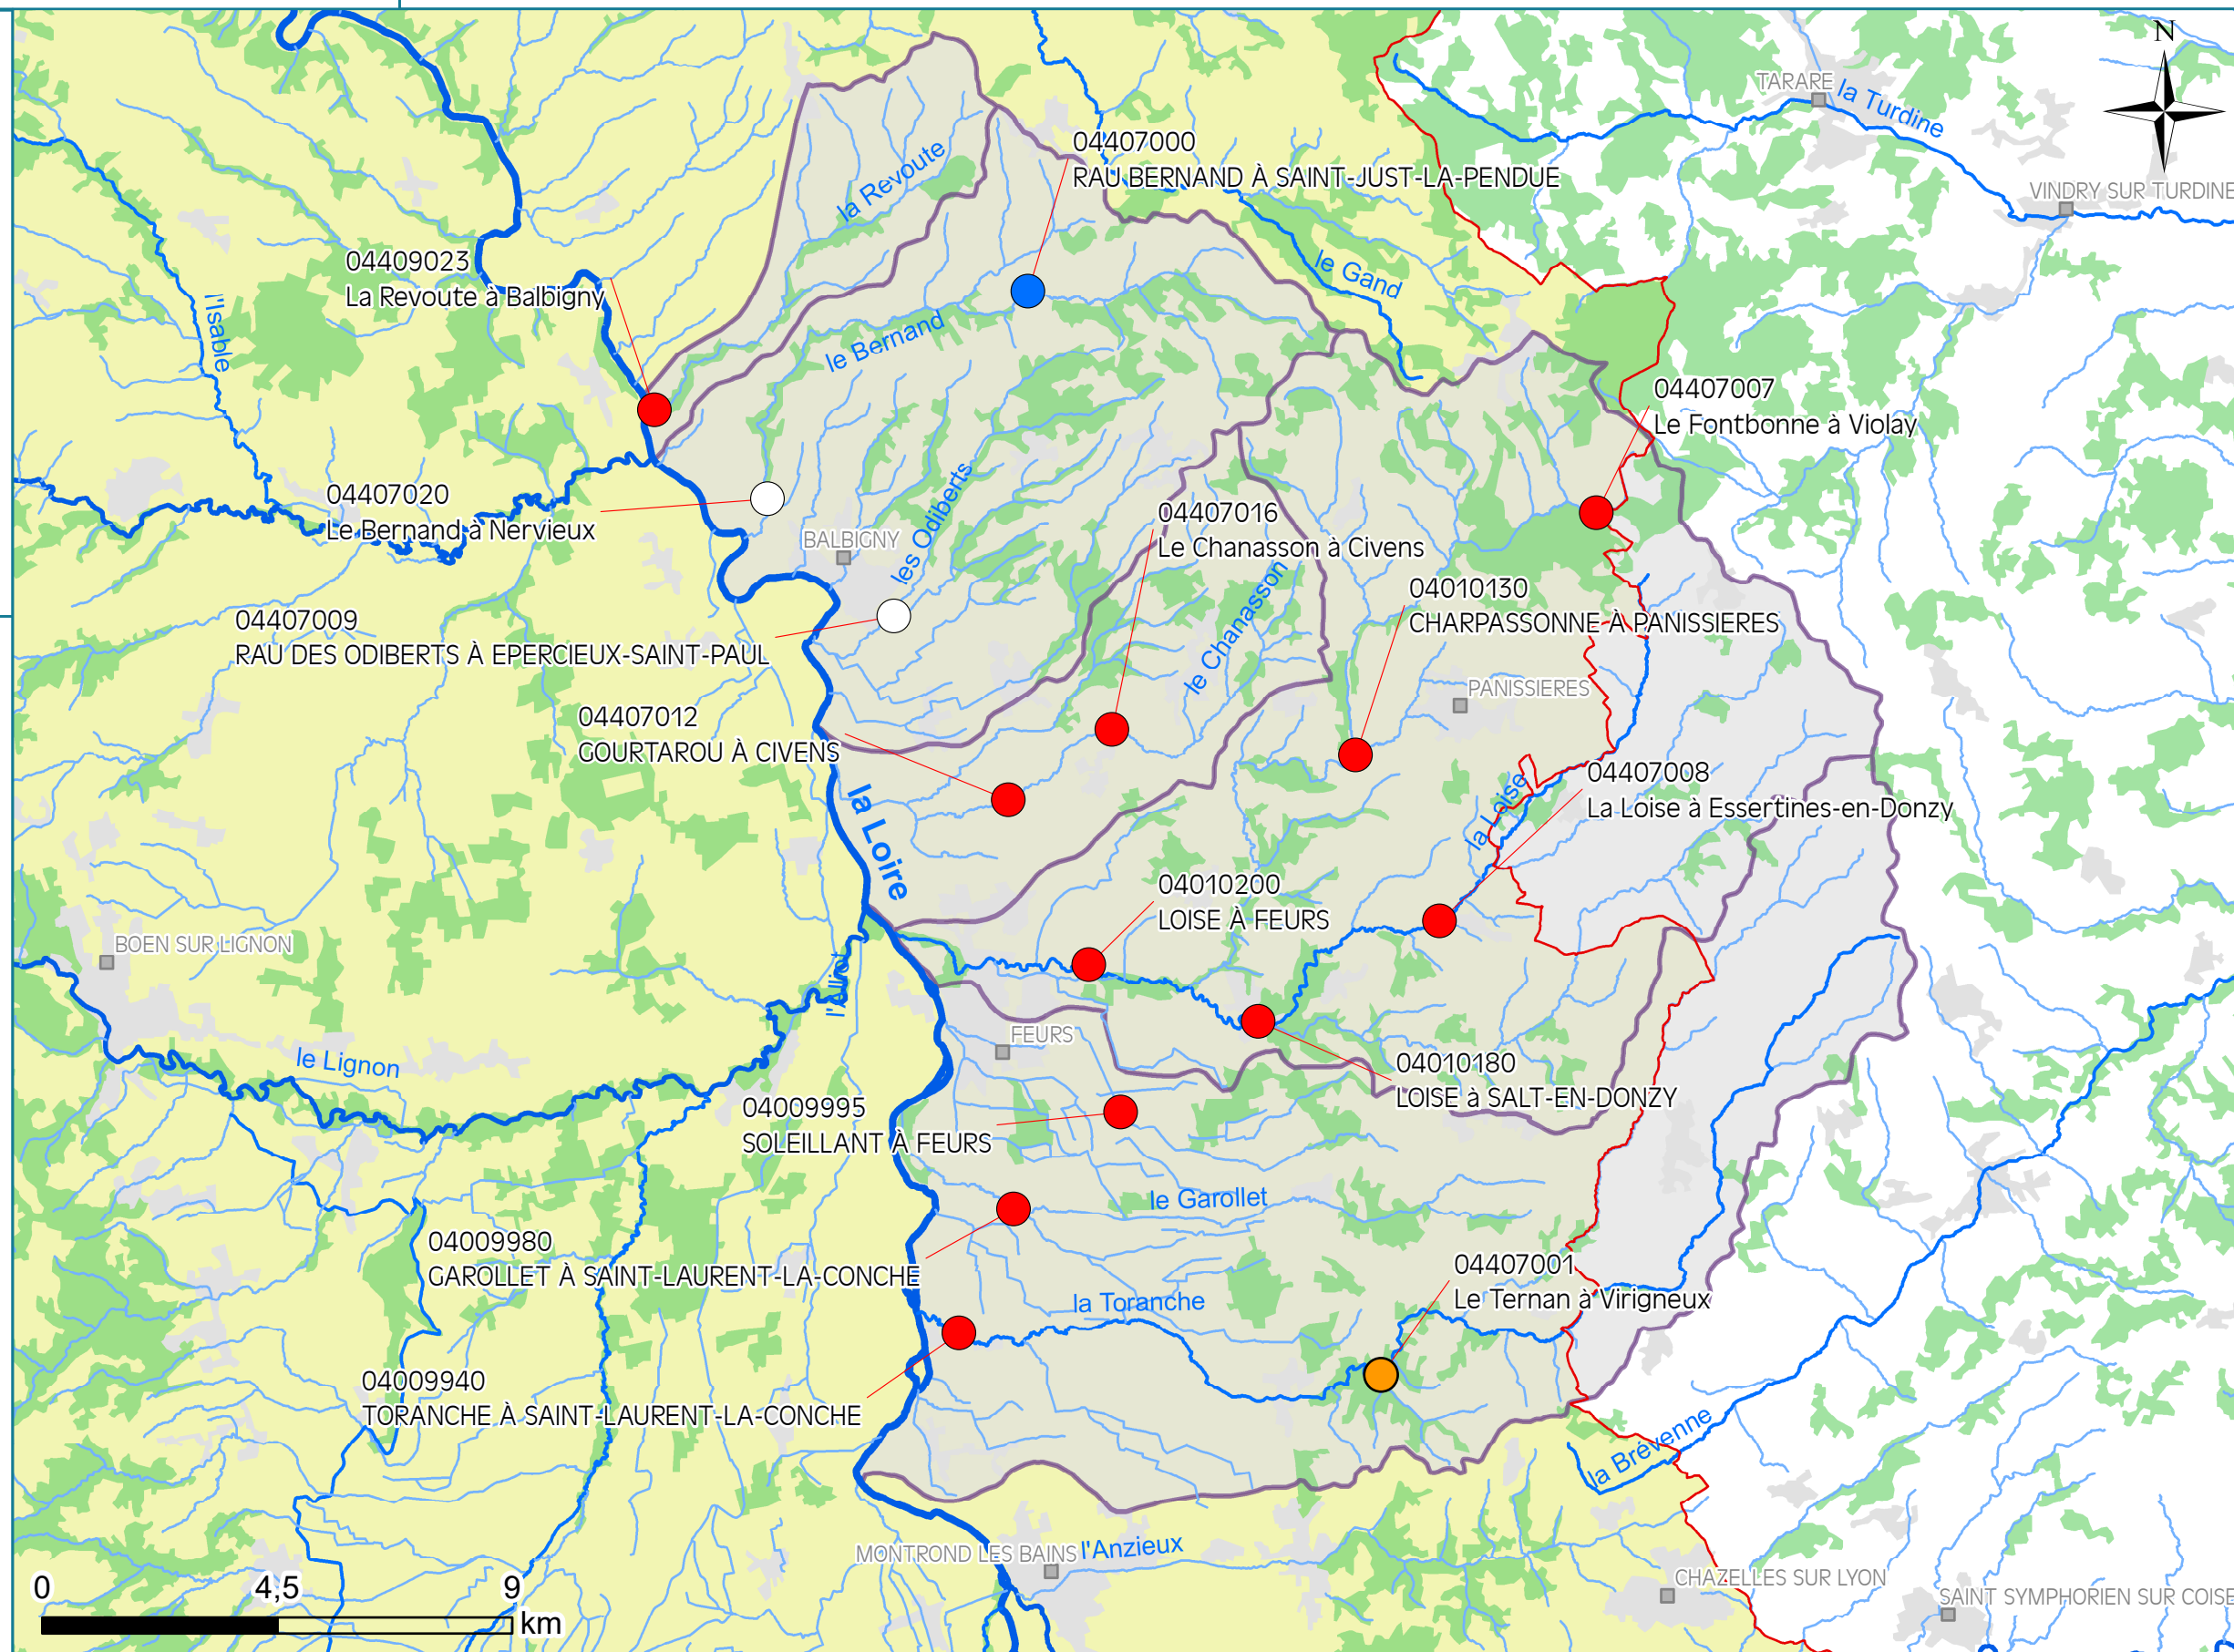 N
TARARE
la Turdine
04407000
RAU BERNAND À SAINT-JUST-LA-PENDUE
VINDRY SUR TURDINE
la Revoute
04409023
La Revoute à Balbigny
le Gand
l'Isable
le Bernand
04407007
Le Fontbonne à Violay
04407020
Le Bernand à Nervieux
les Odiberts
04407016
Le Chanasson à Civens
BALBIGNY
le Chanasson
04010130
CHARPASSONNE À PANISSIERES
04407009
RAU DES ODIBERTS À EPERCIEUX-SAINT-PAUL
PANISSIERES
04407012
GOURTAROU À CIVENS
la Loire
la Loise
04407008
La Loise à Essertines-en-Donzy
04010200
LOISE À FEURS
BOEN SUR LIGNON
FEURS
le Lignon
04010180
LOISE à SALT-EN-DONZY
04009995
SOLEILLANT À FEURS
le Garollet
04009980
GAROLLET À SAINT-LAURENT-LA-CONCHE
04407001
Le Ternan à Virigneux
la Toranche
04009940
TORANCHE À SAINT-LAURENT-LA-CONCHE
la Brévenne
MONTROND LES BAINS
l'Anzieux
CHAZELLES SUR LYON
SAINT SYMPHORIEN SUR COISE
0 4,5 9
km